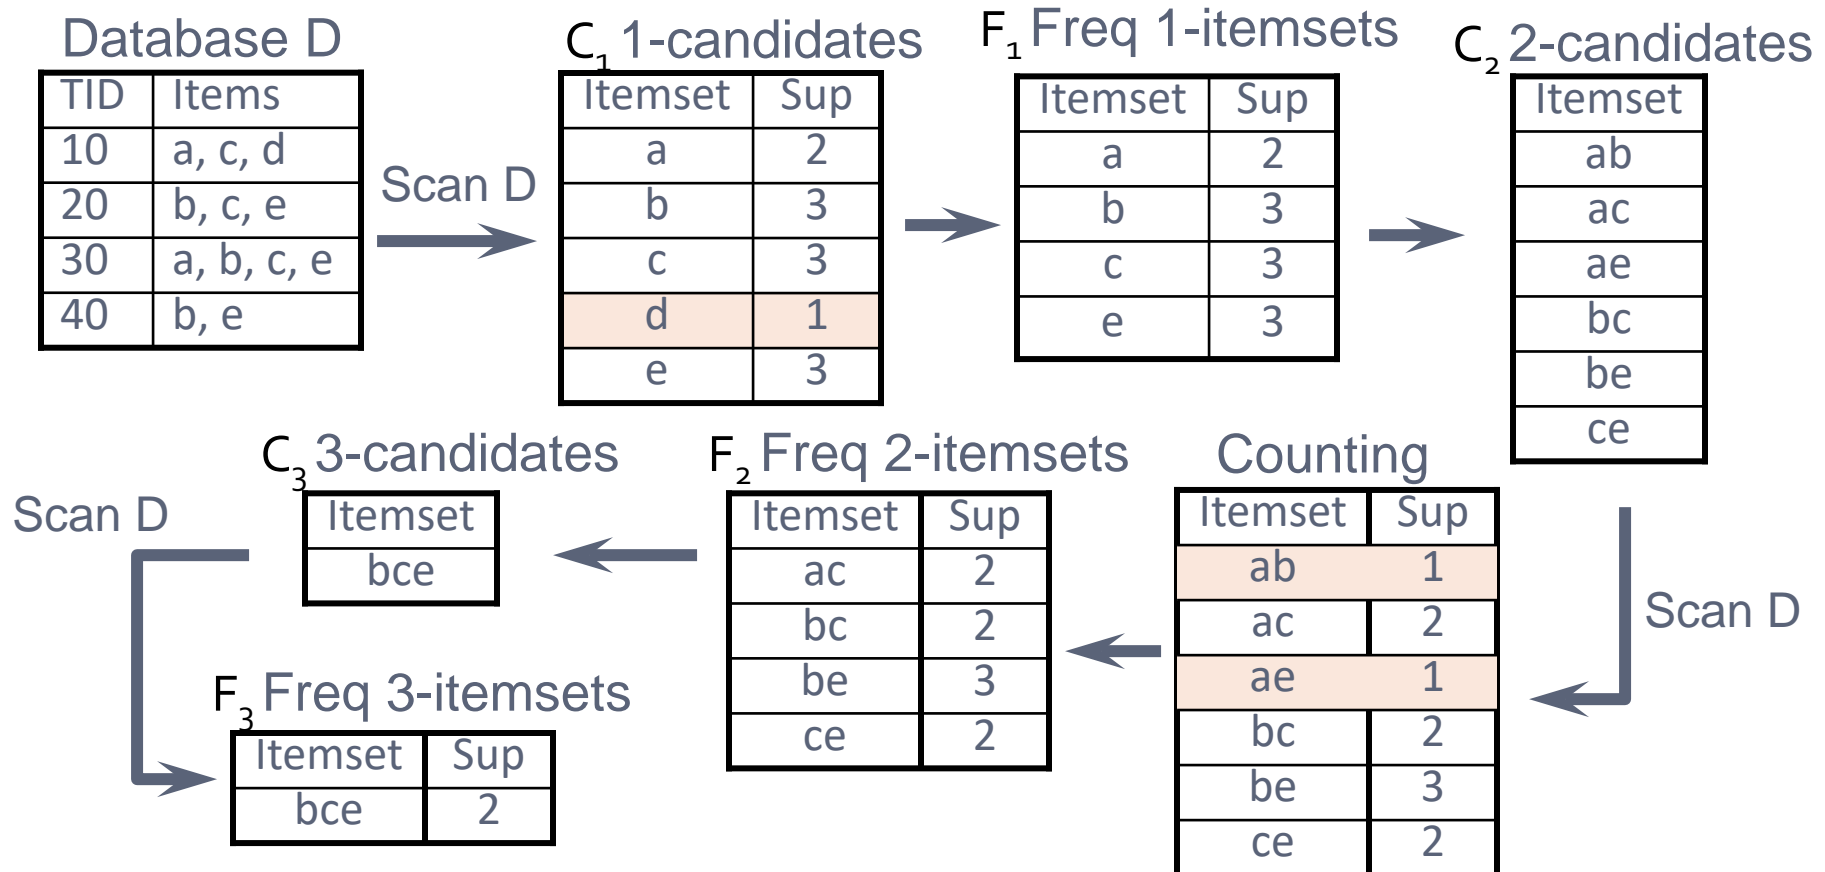 Database D
TID Items
10 a, c, d
20 b, c, e
30 a, b, c, e
40 b, e
Scan D
C₁ 1-candidates
Itemset Sup
a 2
b 3
c 3
d 1
e 3
F₁ Freq 1-itemsets
Itemset Sup
a 2
b 3
c 3
e 3
C₂ 2-candidates
Itemset
ab
ac
ae
bc
be
ce
Scan D
Counting
Itemset Sup
ab 1
ac 2
ae 1
bc 2
be 3
ce 2
F₂ Freq 2-itemsets
Itemset Sup
ac 2
bc 2
be 3
ce 2
C₃ 3-candidates
Itemset
bce
Scan D
F₃ Freq 3-itemsets
Itemset Sup
bce 2